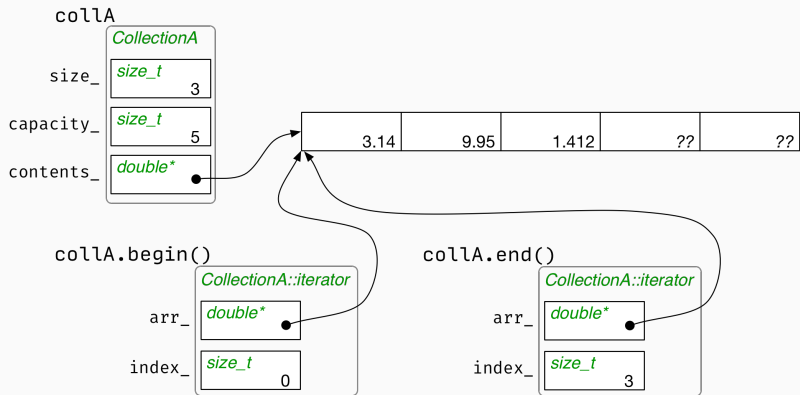 collA
CollectionA
size_ size_t 3
capacity_ size_t 5
contents_ double*
3.14 9.95 1.412 ?? ??
collA.begin()
CollectionA::iterator
arr_ double*
index_ size_t 0
collA.end()
CollectionA::iterator
arr_ double*
index_ size_t 3